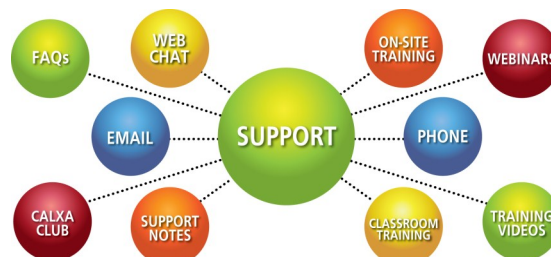 FAQs
WEB
CHAT
ON-SITE
TRAINING
WEBINARS
EMAIL
SUPPORT
PHONE
CALXA
CLUB
SUPPORT
NOTES
CLASSROOM
TRAINING
TRAINING
VIDEOS